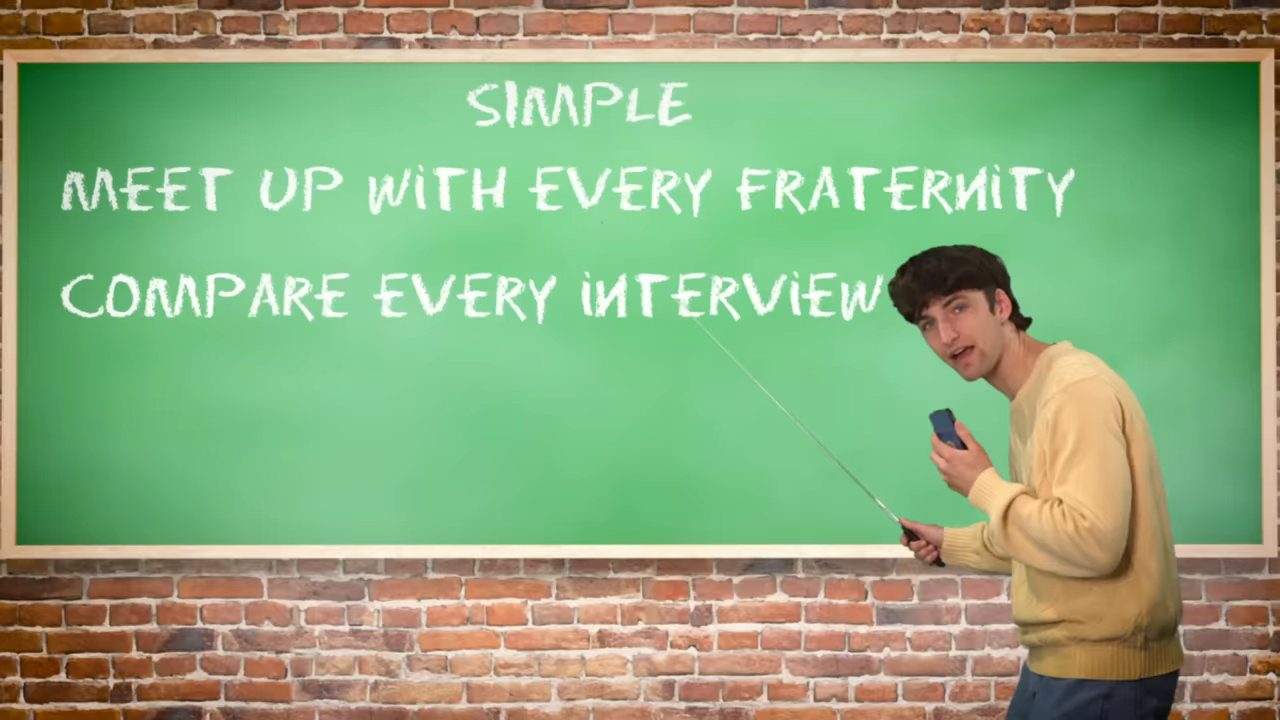 SIMPLE
MEET UP WITH EVERY FRATERNITY
COMPARE EVERY INTERVIEW